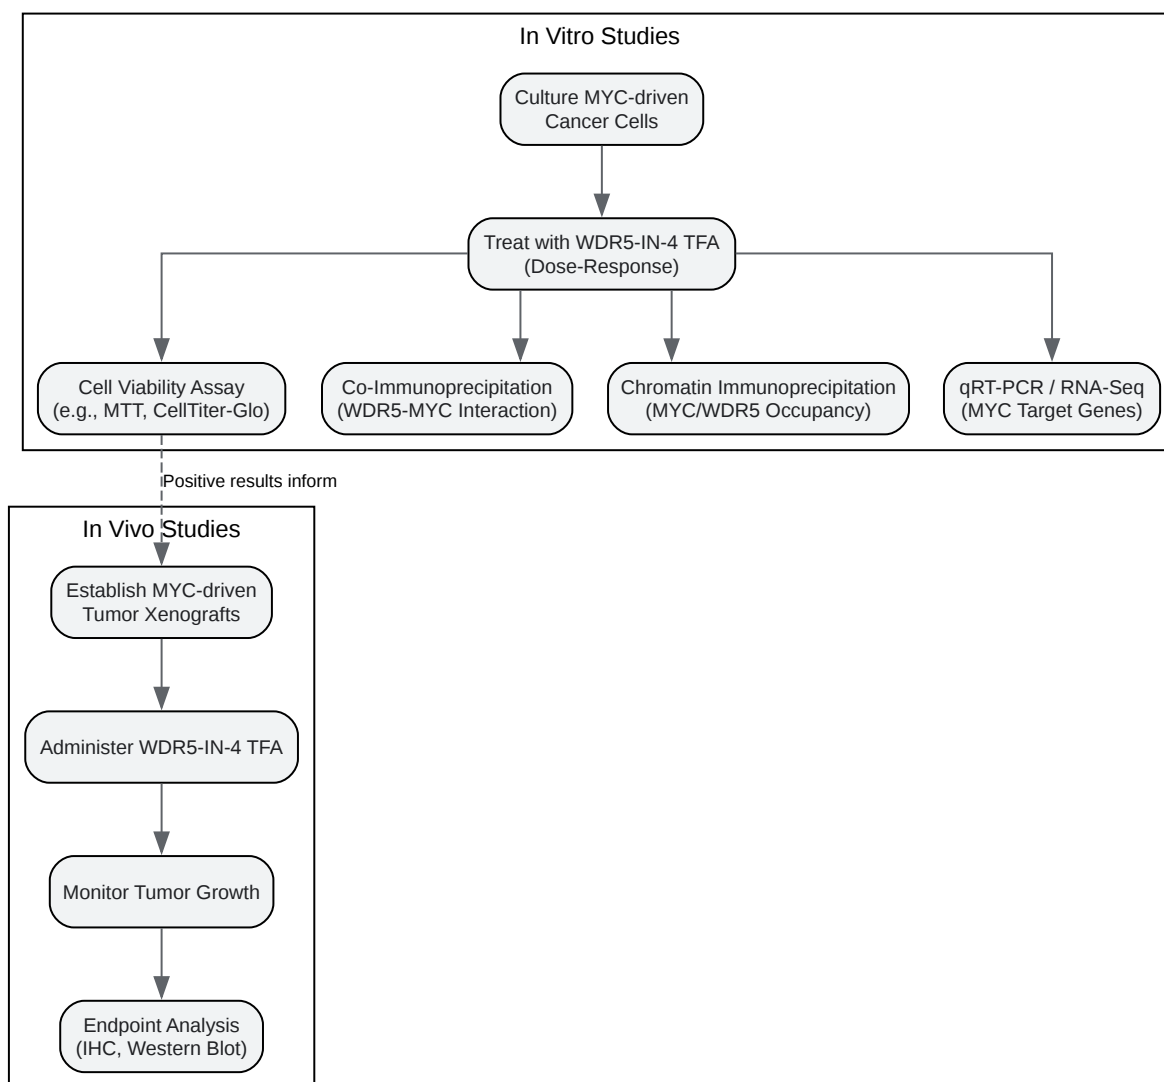 In Vitro Studies
Culture MYC-driven
Cancer Cells
Treat with WDR5-IN-4 TFA
(Dose-Response)
Cell Viability Assay
(e.g., MTT, CellTiter-Glo)
Co-Immunoprecipitation
(WDR5-MYC Interaction)
Chromatin Immunoprecipitation
(MYC/WDR5 Occupancy)
qRT-PCR / RNA-Seq
(MYC Target Genes)
Positive results inform
In Vivo Studies
Establish MYC-driven
Tumor Xenografts
Administer WDR5-IN-4 TFA
Monitor Tumor Growth
Endpoint Analysis
(IHC, Western Blot)